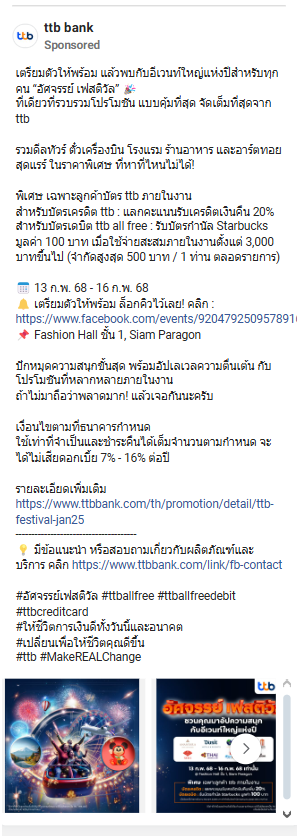 ttb bank
Sponsored
เตรียมตัวให้พร้อม แล้วพบกับอีเวนท์ใหญ่แห่งปีสำหรับทุก
คน “อัศจรรย์ เฟสติวัล” 🎉
ที่เดียวที่รวบรวมโปรโมชัน แบบคุ้มที่สุด จัดเต็มที่สุดจาก
ttb
รวมดีลทัวร์ ตั๋วเครื่องบิน โรงแรม ร้านอาหาร และอาร์ตทอย
สุดแรร์ ในราคาพิเศษ ที่หาที่ไหนไม่ได้!
พิเศษ เฉพาะลูกค้าบัตร ttb ภายในงาน
สำหรับบัตรเครดิต ttb : แลกคะแนนรับเครดิตเงินคืน 20%
สำหรับบัตรเดบิต ttb all free : รับบัตรกำนัล Starbucks
มูลค่า 100 บาท เมื่อใช้จ่ายสะสมภายในงานตั้งแต่ 3,000
บาทขึ้นไป (จำกัดสูงสุด 500 บาท / 1 ท่าน ตลอดรายการ)
🗓️ 13 ก.พ. 68 - 16 ก.พ. 68
🔔 เตรียมตัวให้พร้อม ล็อกคิวไว้เลย! คลิก :
https://www.facebook.com/events/920479250957891
📌 Fashion Hall ชั้น 1, Siam Paragon
ปักหมุดความสนุกขั้นสุด พร้อมอัปเลเวลความตื่นเต้น กับ
โปรโมชันที่หลากหลายภายในงาน
ถ้าไม่มาถือว่าพลาดมาก! แล้วเจอกันนะครับ
เงื่อนไขตามที่ธนาคารกำหนด
ใช้เท่าที่จำเป็นและชำระคืนได้เต็มจำนวนตามกำหนด จะ
ได้ไม่เสียดอกเบี้ย 7% - 16% ต่อปี
รายละเอียดเพิ่มเติม
https://www.ttbbank.com/th/promotion/detail/ttb-
festival-jan25
------------------------------------
💡 มีข้อแนะนำ หรือสอบถามเกี่ยวกับผลิตภัณฑ์และ
บริการ คลิก https://www.ttbbank.com/link/fb-contact
#อัศจรรย์เฟสติวัล #ttballfree #ttballfreedebit
#ttbcreditcard
#ให้ชีวิตการเงินดีทั้งวันนี้และอนาคต
#เปลี่ยนเพื่อให้ชีวิตคุณดีขึ้น
#ttb #MakeREALChange
ttb
อัศจรรย์ เฟสติวั
ชวนคุณมาอัปความสนุก
กับอีเวนท์ใหญ่แห่งปี
13 ก.พ. 68 - 16 ก.พ. 68